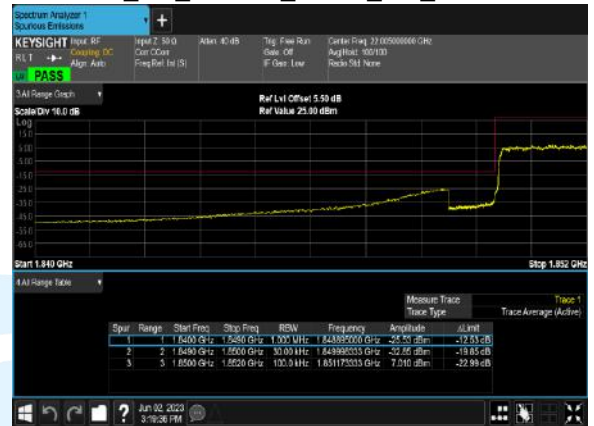 Spectrum Analyzer 1
Spurious Emissions
+
KEYSIGHT Input: RF Input Z: 50 Ω Atten: 40 dB Trig: Free Run Center Freq: 22.005000000 GHz
RLT Coupling: DC Corr CCorr Gate: Off Avg|Hold: 100/100
Align: Auto Freq Ref: Int (S) IF Gain: Low Radio Std: None
PASS
3 All Range Graph
Ref Lvl Offset 5.50 dB
Scale/Div 10.0 dB Ref Value 25.00 dBm
Log
15.0
5.00
-5.00
-15.0
-25.0
-35.0
-45.0
-55.0
-65.0
Start 1.840 GHz Stop 1.852 GHz
4 All Range Table
Measure Trace Trace 1
Trace Type Trace Average (Active)
Spur Range Start Freq Stop Freq RBW Frequency Amplitude ΔLimit
1 1 1.8400 GHz 1.8490 GHz 1.000 MHz 1.848895000 GHz -25.53 dBm -12.53 dB
2 2 1.8490 GHz 1.8500 GHz 30.00 kHz 1.849998333 GHz -32.85 dBm -19.85 dB
3 3 1.8500 GHz 1.8520 GHz 100.0 kHz 1.851173333 GHz 7.010 dBm -22.99 dB
?
Jun 02, 2023
3:19:36 PM